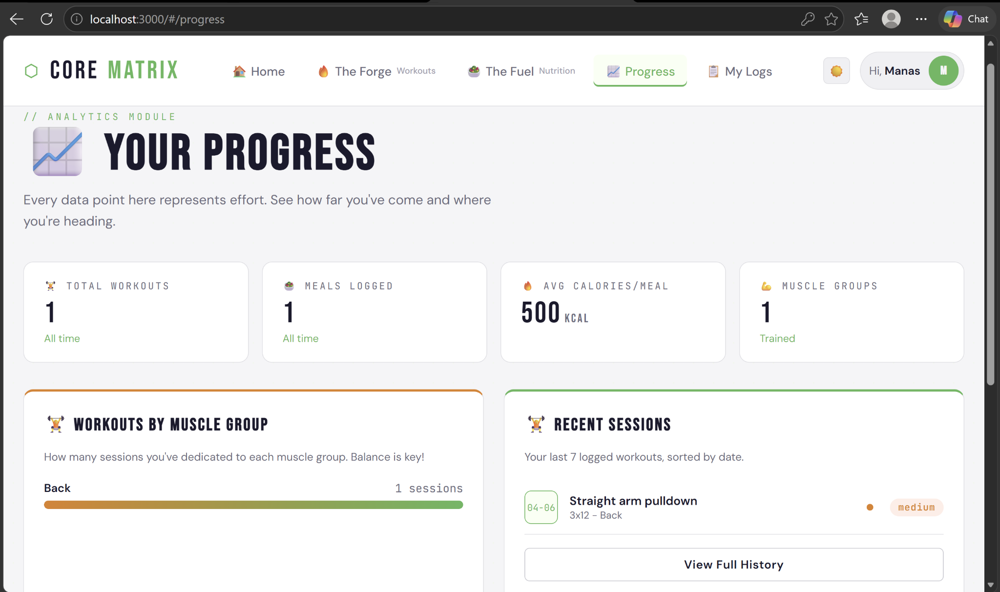 localhost:3000/#/progress
Chat
CORE MATRIX
Home
The Forge Workouts
The Fuel Nutrition
Progress
My Logs
Hi, Manas
M
// ANALYTICS MODULE
YOUR PROGRESS
Every data point here represents effort. See how far you've come and where
you're heading.
TOTAL WORKOUTS
1
All time
MEALS LOGGED
1
All time
AVG CALORIES/MEAL
500 KCAL
MUSCLE GROUPS
1
Trained
WORKOUTS BY MUSCLE GROUP
How many sessions you've dedicated to each muscle group. Balance is key!
Back
1 sessions
RECENT SESSIONS
Your last 7 logged workouts, sorted by date.
04-06
Straight arm pulldown
3x12 – Back
medium
View Full History